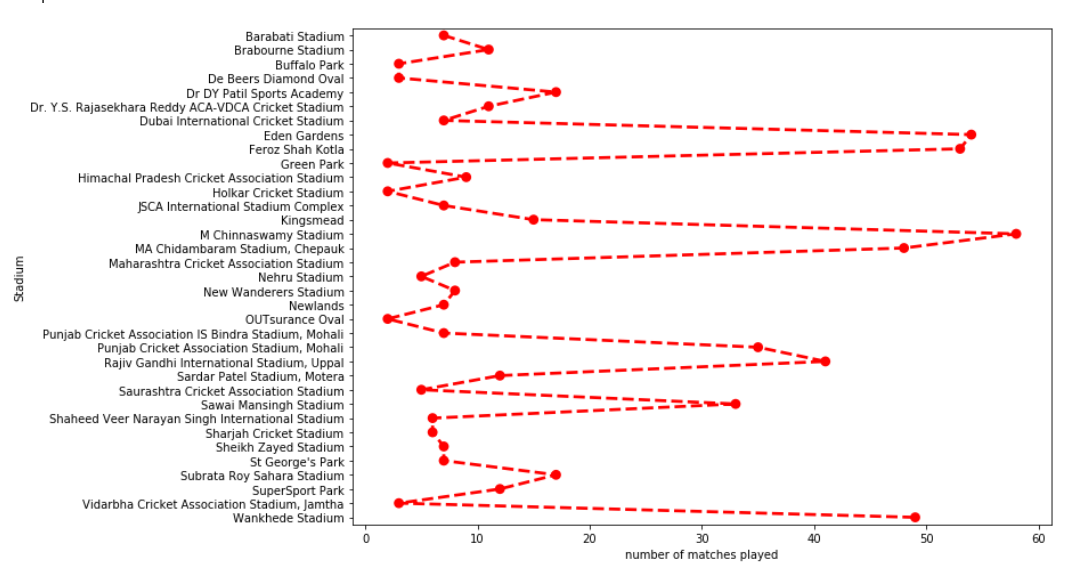 Barabati Stadium
Brabourne Stadium
Buffalo Park
De Beers Diamond Oval
Dr DY Patil Sports Academy
Dr. Y.S. Rajasekhara Reddy ACA-VDCA Cricket Stadium
Dubai International Cricket Stadium
Eden Gardens
Feroz Shah Kotla
Green Park
Himachal Pradesh Cricket Association Stadium
Holkar Cricket Stadium
JSCA International Stadium Complex
Kingsmead
M Chinnaswamy Stadium
MA Chidambaram Stadium, Chepauk
Maharashtra Cricket Association Stadium
Nehru Stadium
New Wanderers Stadium
Newlands
OUTsurance Oval
Punjab Cricket Association IS Bindra Stadium, Mohali
Punjab Cricket Association Stadium, Mohali
Rajiv Gandhi International Stadium, Uppal
Sardar Patel Stadium, Motera
Saurashtra Cricket Association Stadium
Sawai Mansingh Stadium
Shaheed Veer Narayan Singh International Stadium
Sharjah Cricket Stadium
Sheikh Zayed Stadium
St George's Park
Subrata Roy Sahara Stadium
SuperSport Park
Vidarbha Cricket Association Stadium, Jamtha
Wankhede Stadium
Stadium
0 10 20 30 40 50 60
number of matches played